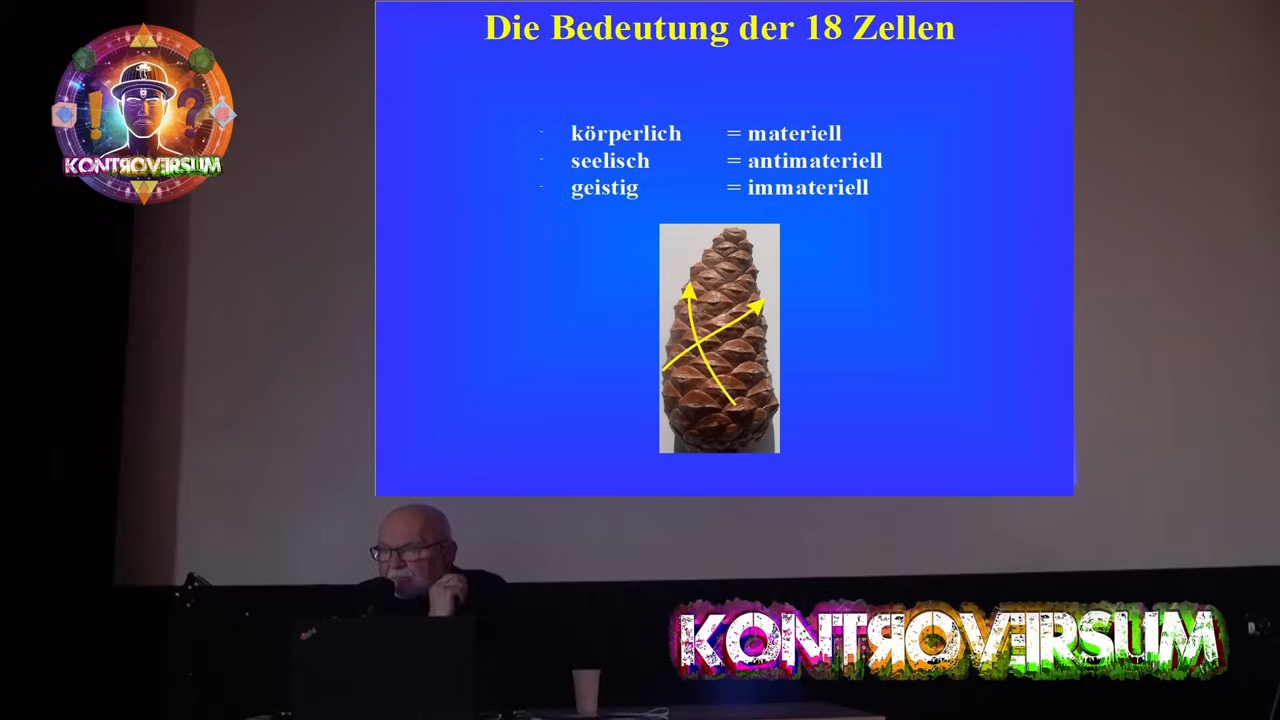 Die Bedeutung der 18 Zellen
- körperlich = materiell
- seelisch = antimateriell
- geistig = immateriell
! ?
KONTROVERSUM
KONTROVERSUM